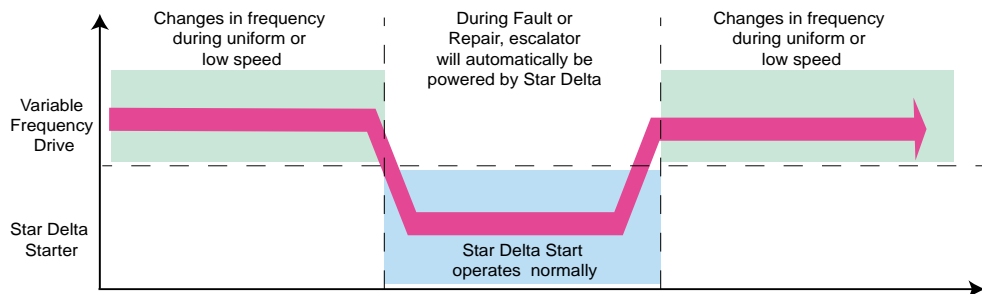 Changes in frequency
during uniform or
low speed
During Fault or
Repair, escalator
will automatically be
powered by Star Delta
Changes in frequency
during uniform or
low speed
Variable
Frequency
Drive
Star Delta
Starter
Star Delta Start
operates normally